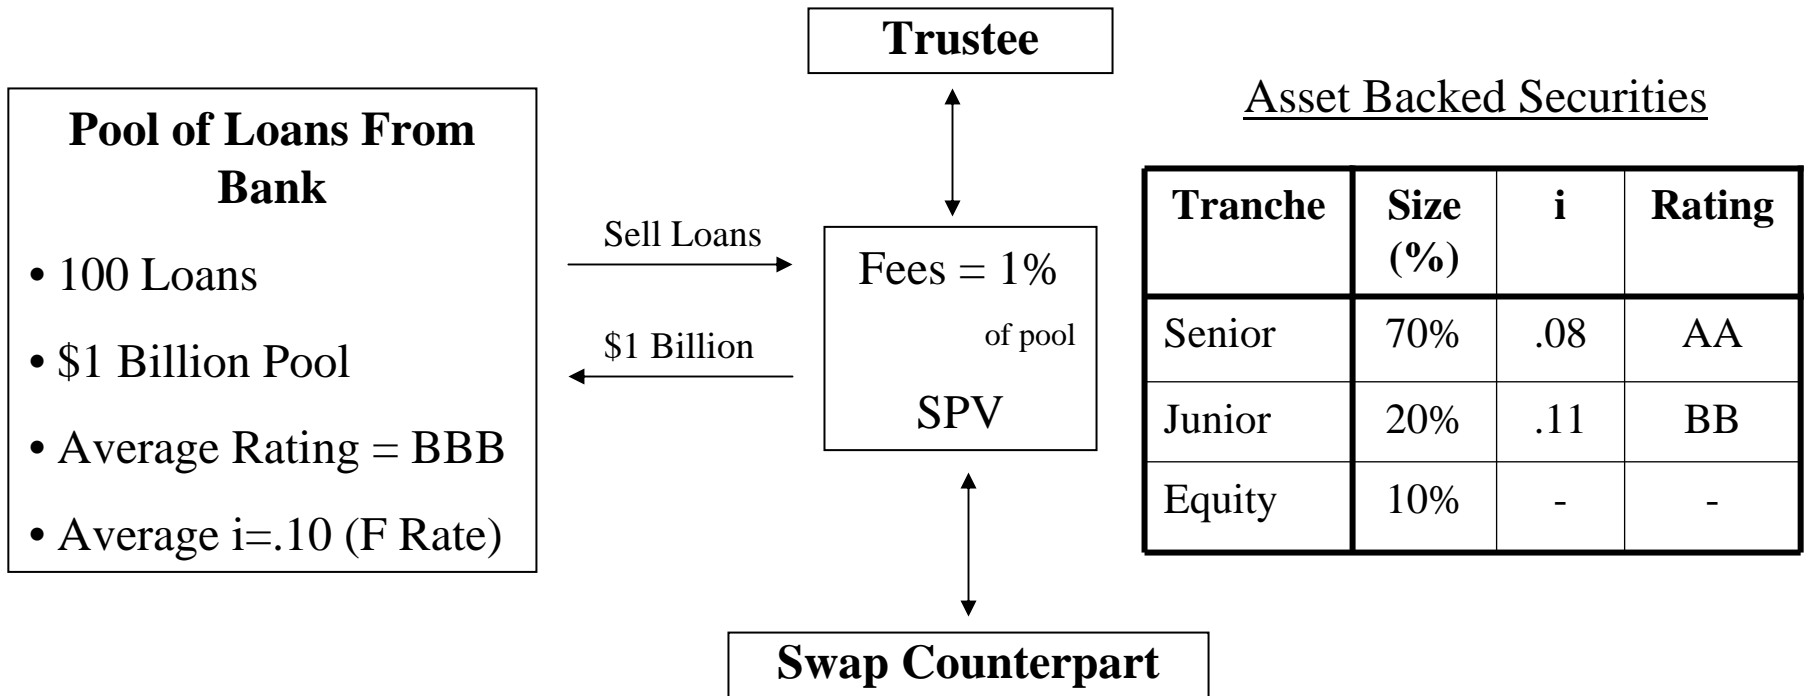 Trustee
Pool of Loans From
Bank
• 100 Loans
• $1 Billion Pool
• Average Rating = BBB
• Average i=.10 (F Rate)
Sell Loans
$1 Billion
Fees = 1%
of pool
SPV
Swap Counterpart
Asset Backed Securities
Tranche Size (%) i Rating
Senior 70% .08 AA
Junior 20% .11 BB
Equity 10% - -